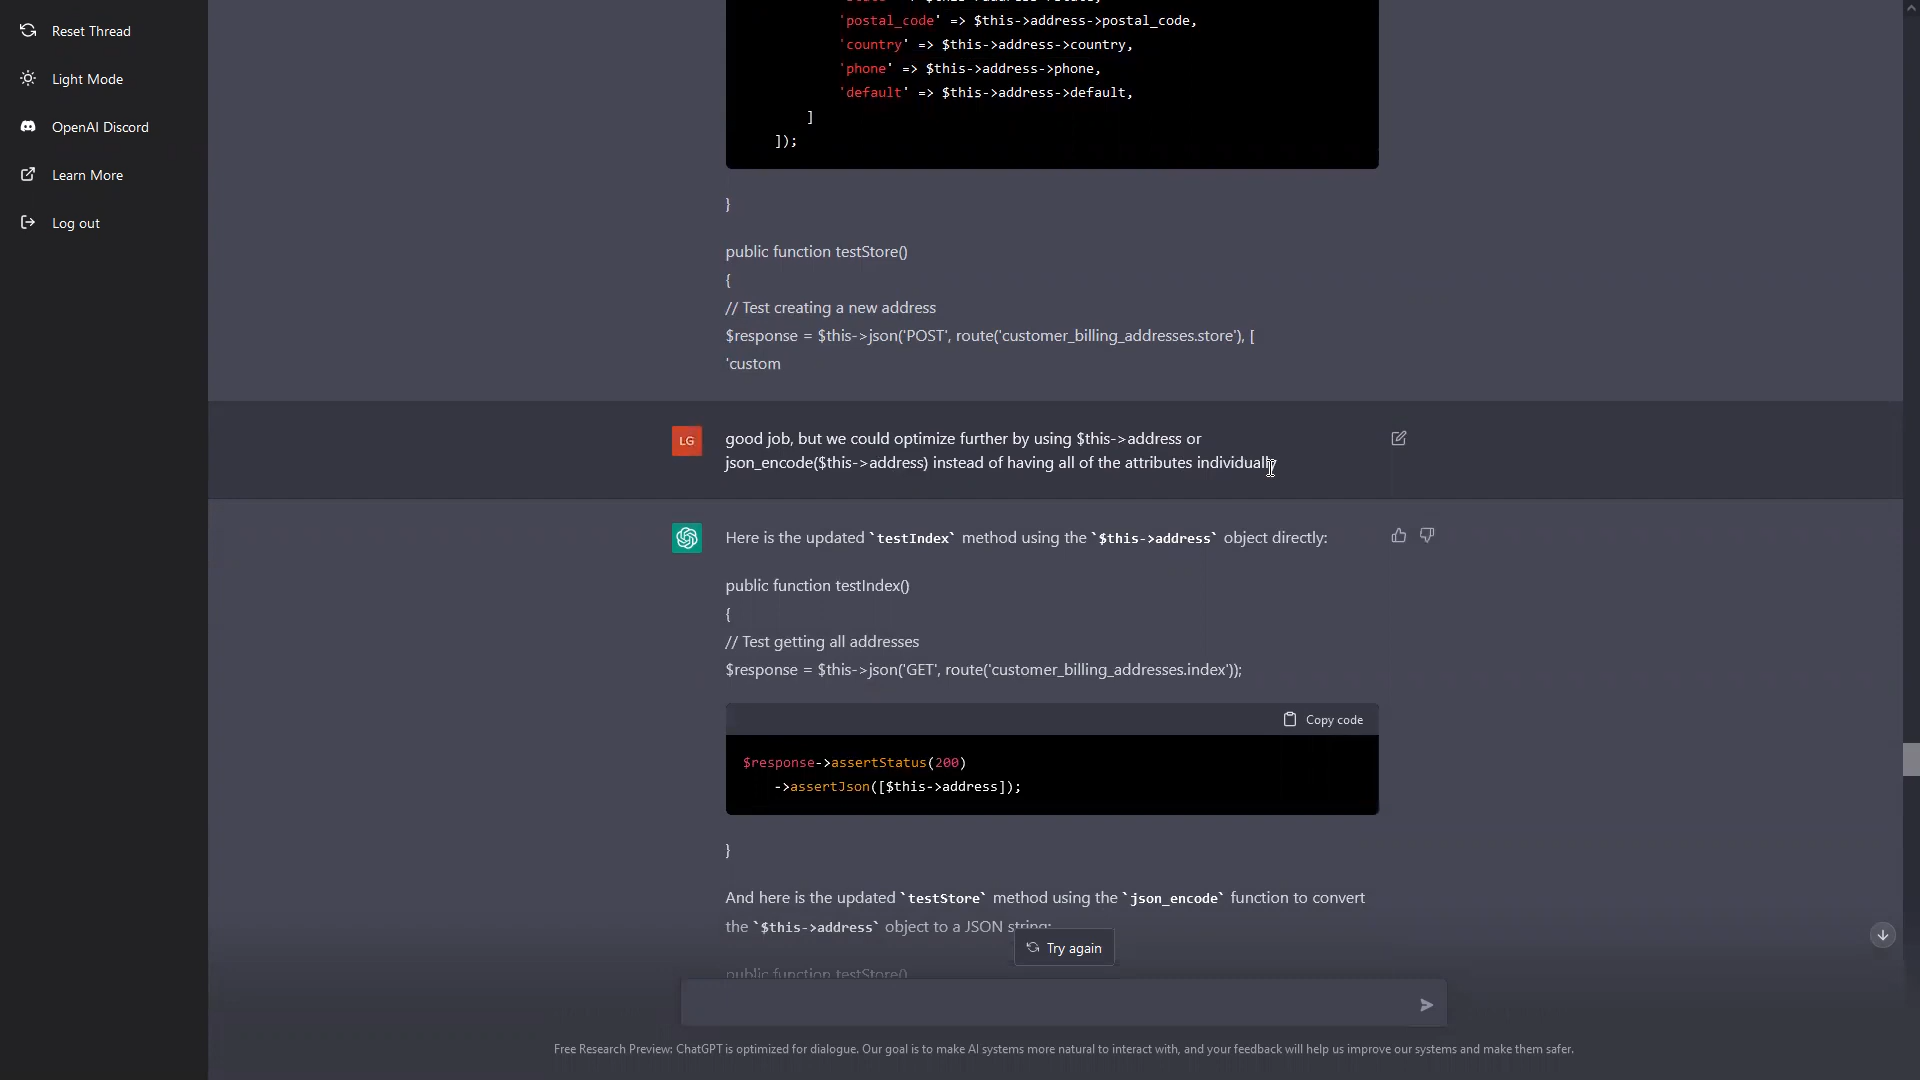 Reset Thread
Light Mode
OpenAI Discord
Learn More
Log out
'postal_code' => $this->address->postal_code,
'country' => $this->address->country,
'phone' => $this->address->phone,
'default' => $this->address->default,
]
]);
}
public function testStore()
{
// Test creating a new address
$response = $this->json('POST', route('customer_billing_addresses.store'), [
'custom
LG
good job, but we could optimize further by using $this->address or
json_encode($this->address) instead of having all of the attributes individually
Here is the updated `testIndex` method using the `$this->address` object directly:
public function testIndex()
{
// Test getting all addresses
$response = $this->json('GET', route('customer_billing_addresses.index'));
Copy code
$response->assertStatus(200)
->assertJson([$this->address]);
}
And here is the updated `testStore` method using the `json_encode` function to convert
the `$this->address` object to a JSON string:
Try again
public function testStore()
Free Research Preview: ChatGPT is optimized for dialogue. Our goal is to make AI systems more natural to interact with, and your feedback will help us improve our systems and make them safer.